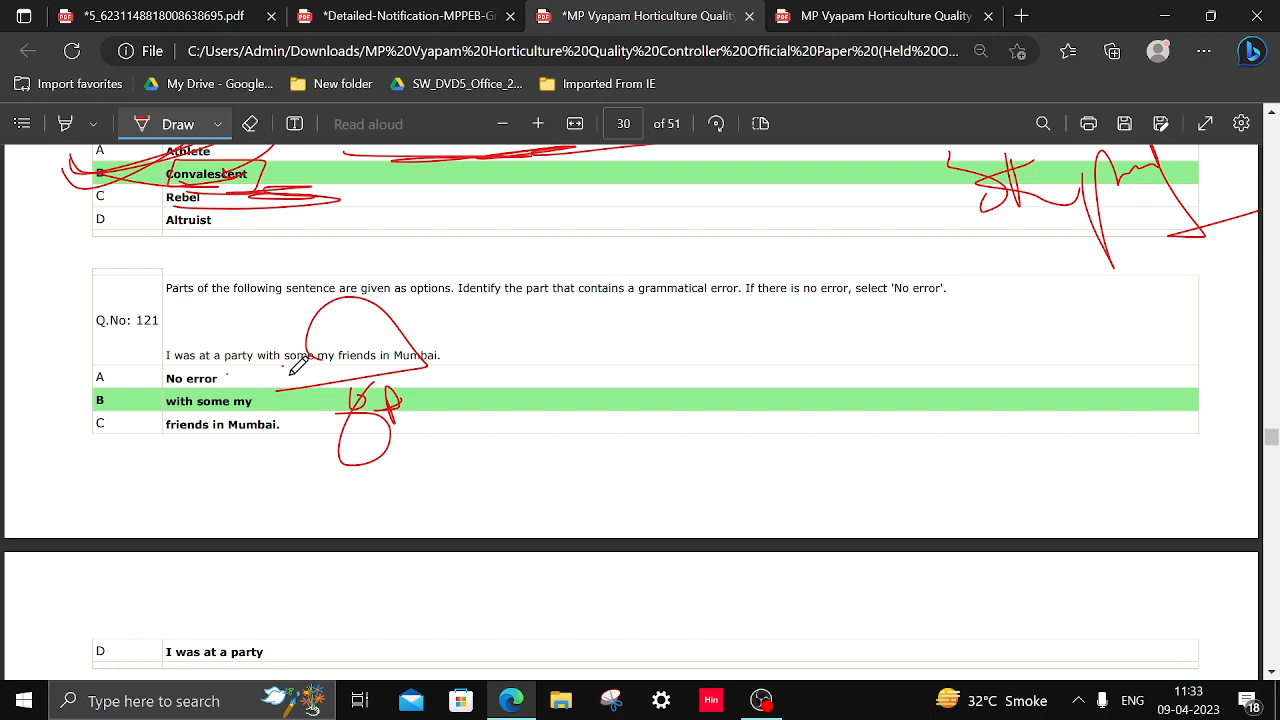 *5_6231148818008638695.pdf
*Detailed-Notification-MPPEB-G
*MP Vyapam Horticulture Quality
MP Vyapam Horticulture Quality
File
C:/Users/Admin/Downloads/MP%20Vyapam%20Horticulture%20Quality%20Controller%20Official%20Paper%20(Held%20O...
Import favorites
My Drive - Google...
New folder
SW_DVD5_Office_2...
Imported From IE
Draw
Read aloud
30 of 51
A Athlete
B Convalescent
C Rebel
D Altruist
Parts of the following sentence are given as options. Identify the part that contains a grammatical error. If there is no error, select 'No error'.
Q.No: 121
I was at a party with some my friends in Mumbai.
A No error
B with some my
C friends in Mumbai.
D I was at a party
Type here to search
Hin
32°C Smoke
ENG
11:33
09-04-2023
18